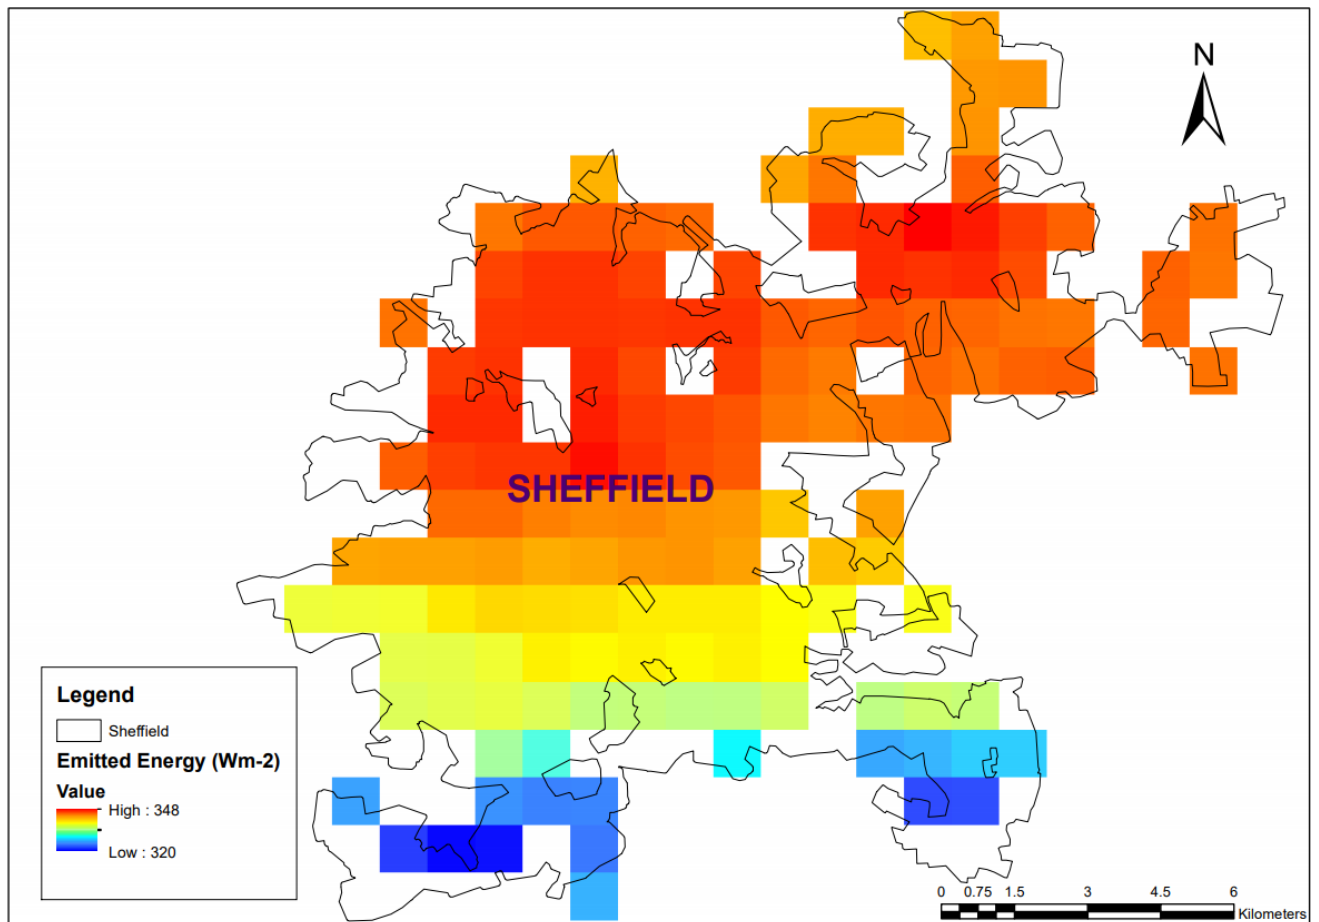 N
SHEFFIELD
Legend
Sheffield
Emitted Energy (Wm-2)
Value
High : 348
Low : 320
0 0.75 1.5 3 4.5 6
Kilometers